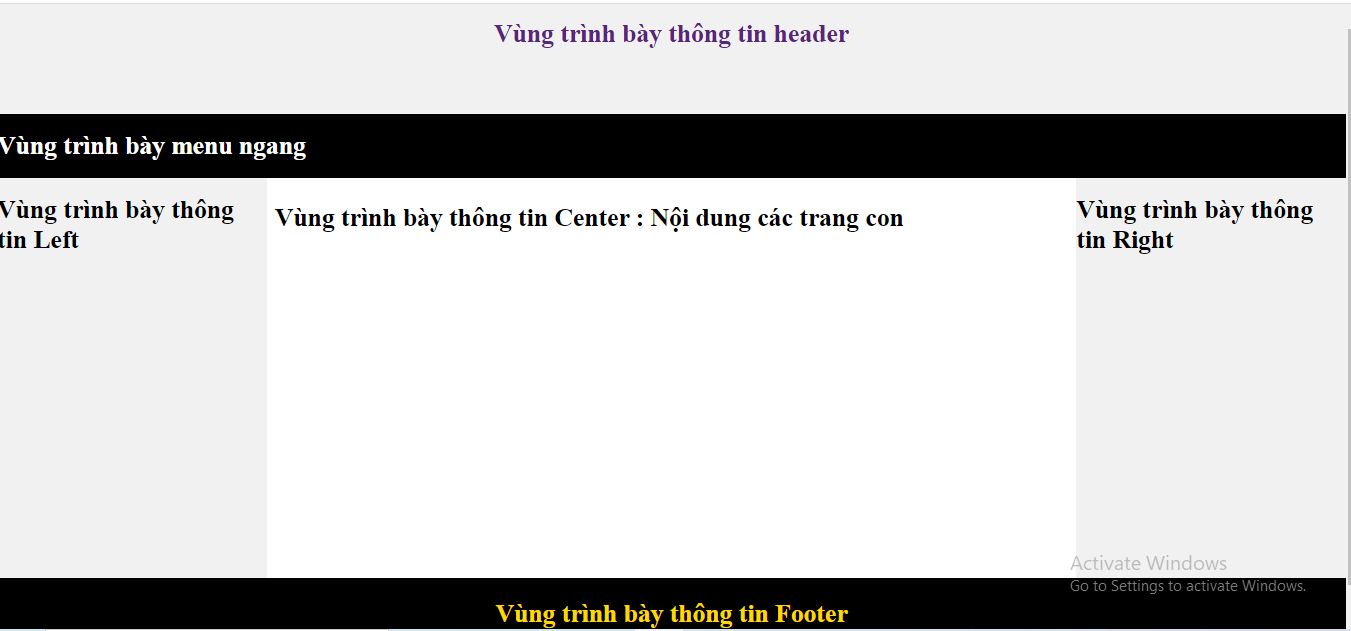 Vùng trình bày thông tin header
Vùng trình bày menu ngang
Vùng trình bày thông
tin Left
Vùng trình bày thông tin Center : Nội dung các trang con
Vùng trình bày thông
tin Right
Activate Windows
Go to Settings to activate Windows.
Vùng trình bày thông tin Footer